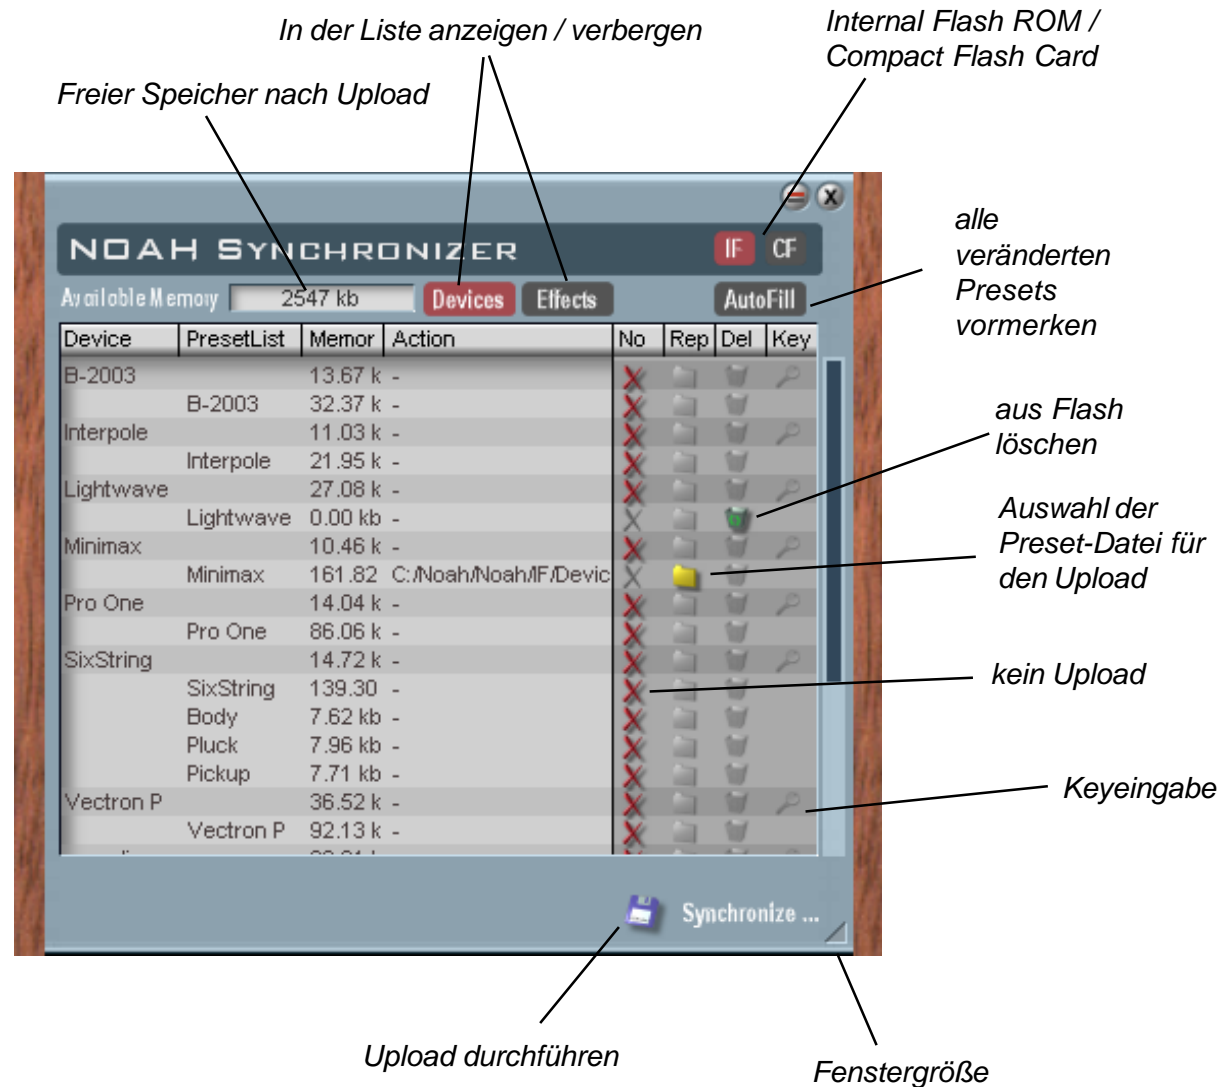 In der Liste anzeigen / verbergen
Internal Flash ROM /
Compact Flash Card
Freier Speicher nach Upload
NOAH SYNCHRONIZER
IF CF
alle
veränderten
Presets
vormerken
Available Memory 2547 kb Devices Effects AutoFill
Device PresetList Memor Action No Rep Del Key
B-2003 13.67 k -
B-2003 32.37 k -
Interpole 11.03 k -
Interpole 21.95 k -
Lightwave 27.08 k -
Lightwave 0.00 kb -
Minimax 10.46 k -
Minimax 161.82 C:/Noah/Noah/IF/Devic
Pro One 14.04 k -
Pro One 86.06 k -
SixString 14.72 k -
SixString 139.30 -
Body 7.62 kb -
Pluck 7.96 kb -
Pickup 7.71 kb -
Vectron P 36.52 k -
Vectron P 92.13 k -
aus Flash
löschen
Auswahl der
Preset-Datei für
den Upload
kein Upload
Keyeingabe
Synchronize ...
Upload durchführen
Fenstergröße